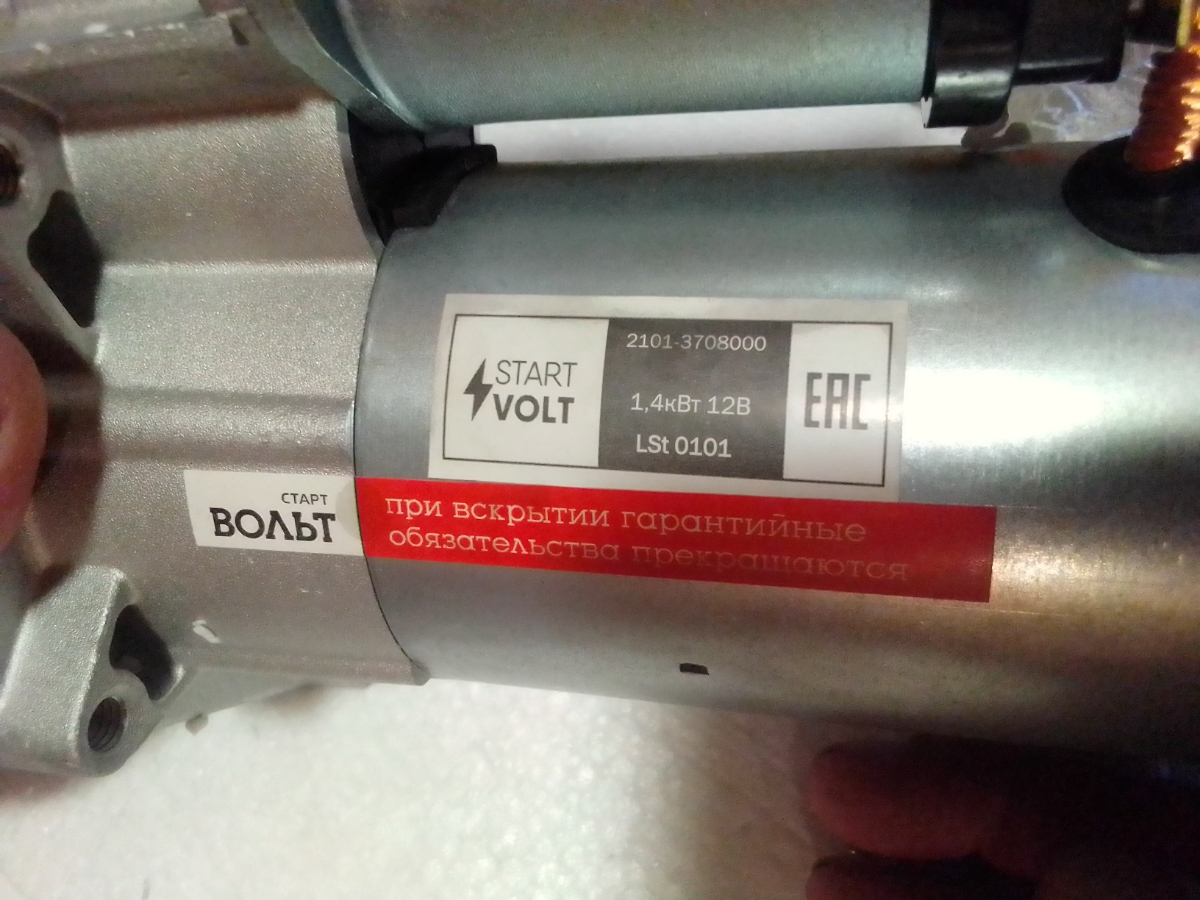 START
VOLT
2101-3708000
1,4кВт 12В
LSt 0101
EAC
СТАРТ
ВОЛЬТ
при вскрытии гарантийные
обязательства прекращаются